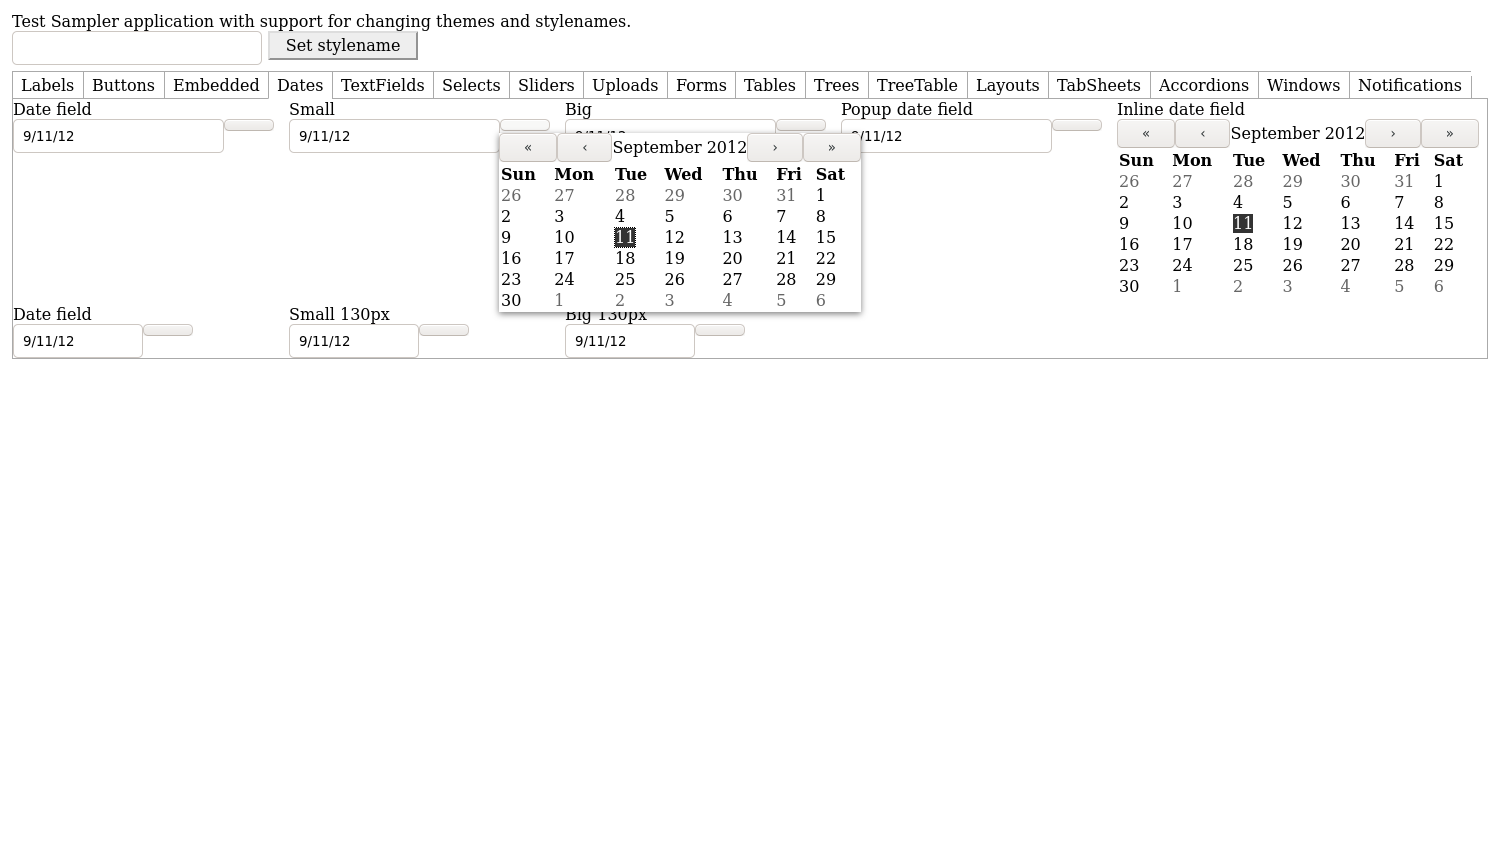 Test Sampler application with support for changing themes and stylenames.
Set stylename
Labels Buttons Embedded Dates TextFields Selects Sliders Uploads Forms Tables Trees TreeTable Layouts TabSheets Accordions Windows Notifications
Date field Small Big Popup date field Inline date field
9/11/12 9/11/12 9/11/12 9/11/12
« ‹ September 2012 › »
Sun Mon Tue Wed Thu Fri Sat
26 27 28 29 30 31 1
2 3 4 5 6 7 8
9 10 11 12 13 14 15
16 17 18 19 20 21 22
23 24 25 26 27 28 29
30 1 2 3 4 5 6
« ‹ September 2012 › »
Sun Mon Tue Wed Thu Fri Sat
26 27 28 29 30 31 1
2 3 4 5 6 7 8
9 10 11 12 13 14 15
16 17 18 19 20 21 22
23 24 25 26 27 28 29
30 1 2 3 4 5 6
Date field Small 130px Big 130px
9/11/12 9/11/12 9/11/12